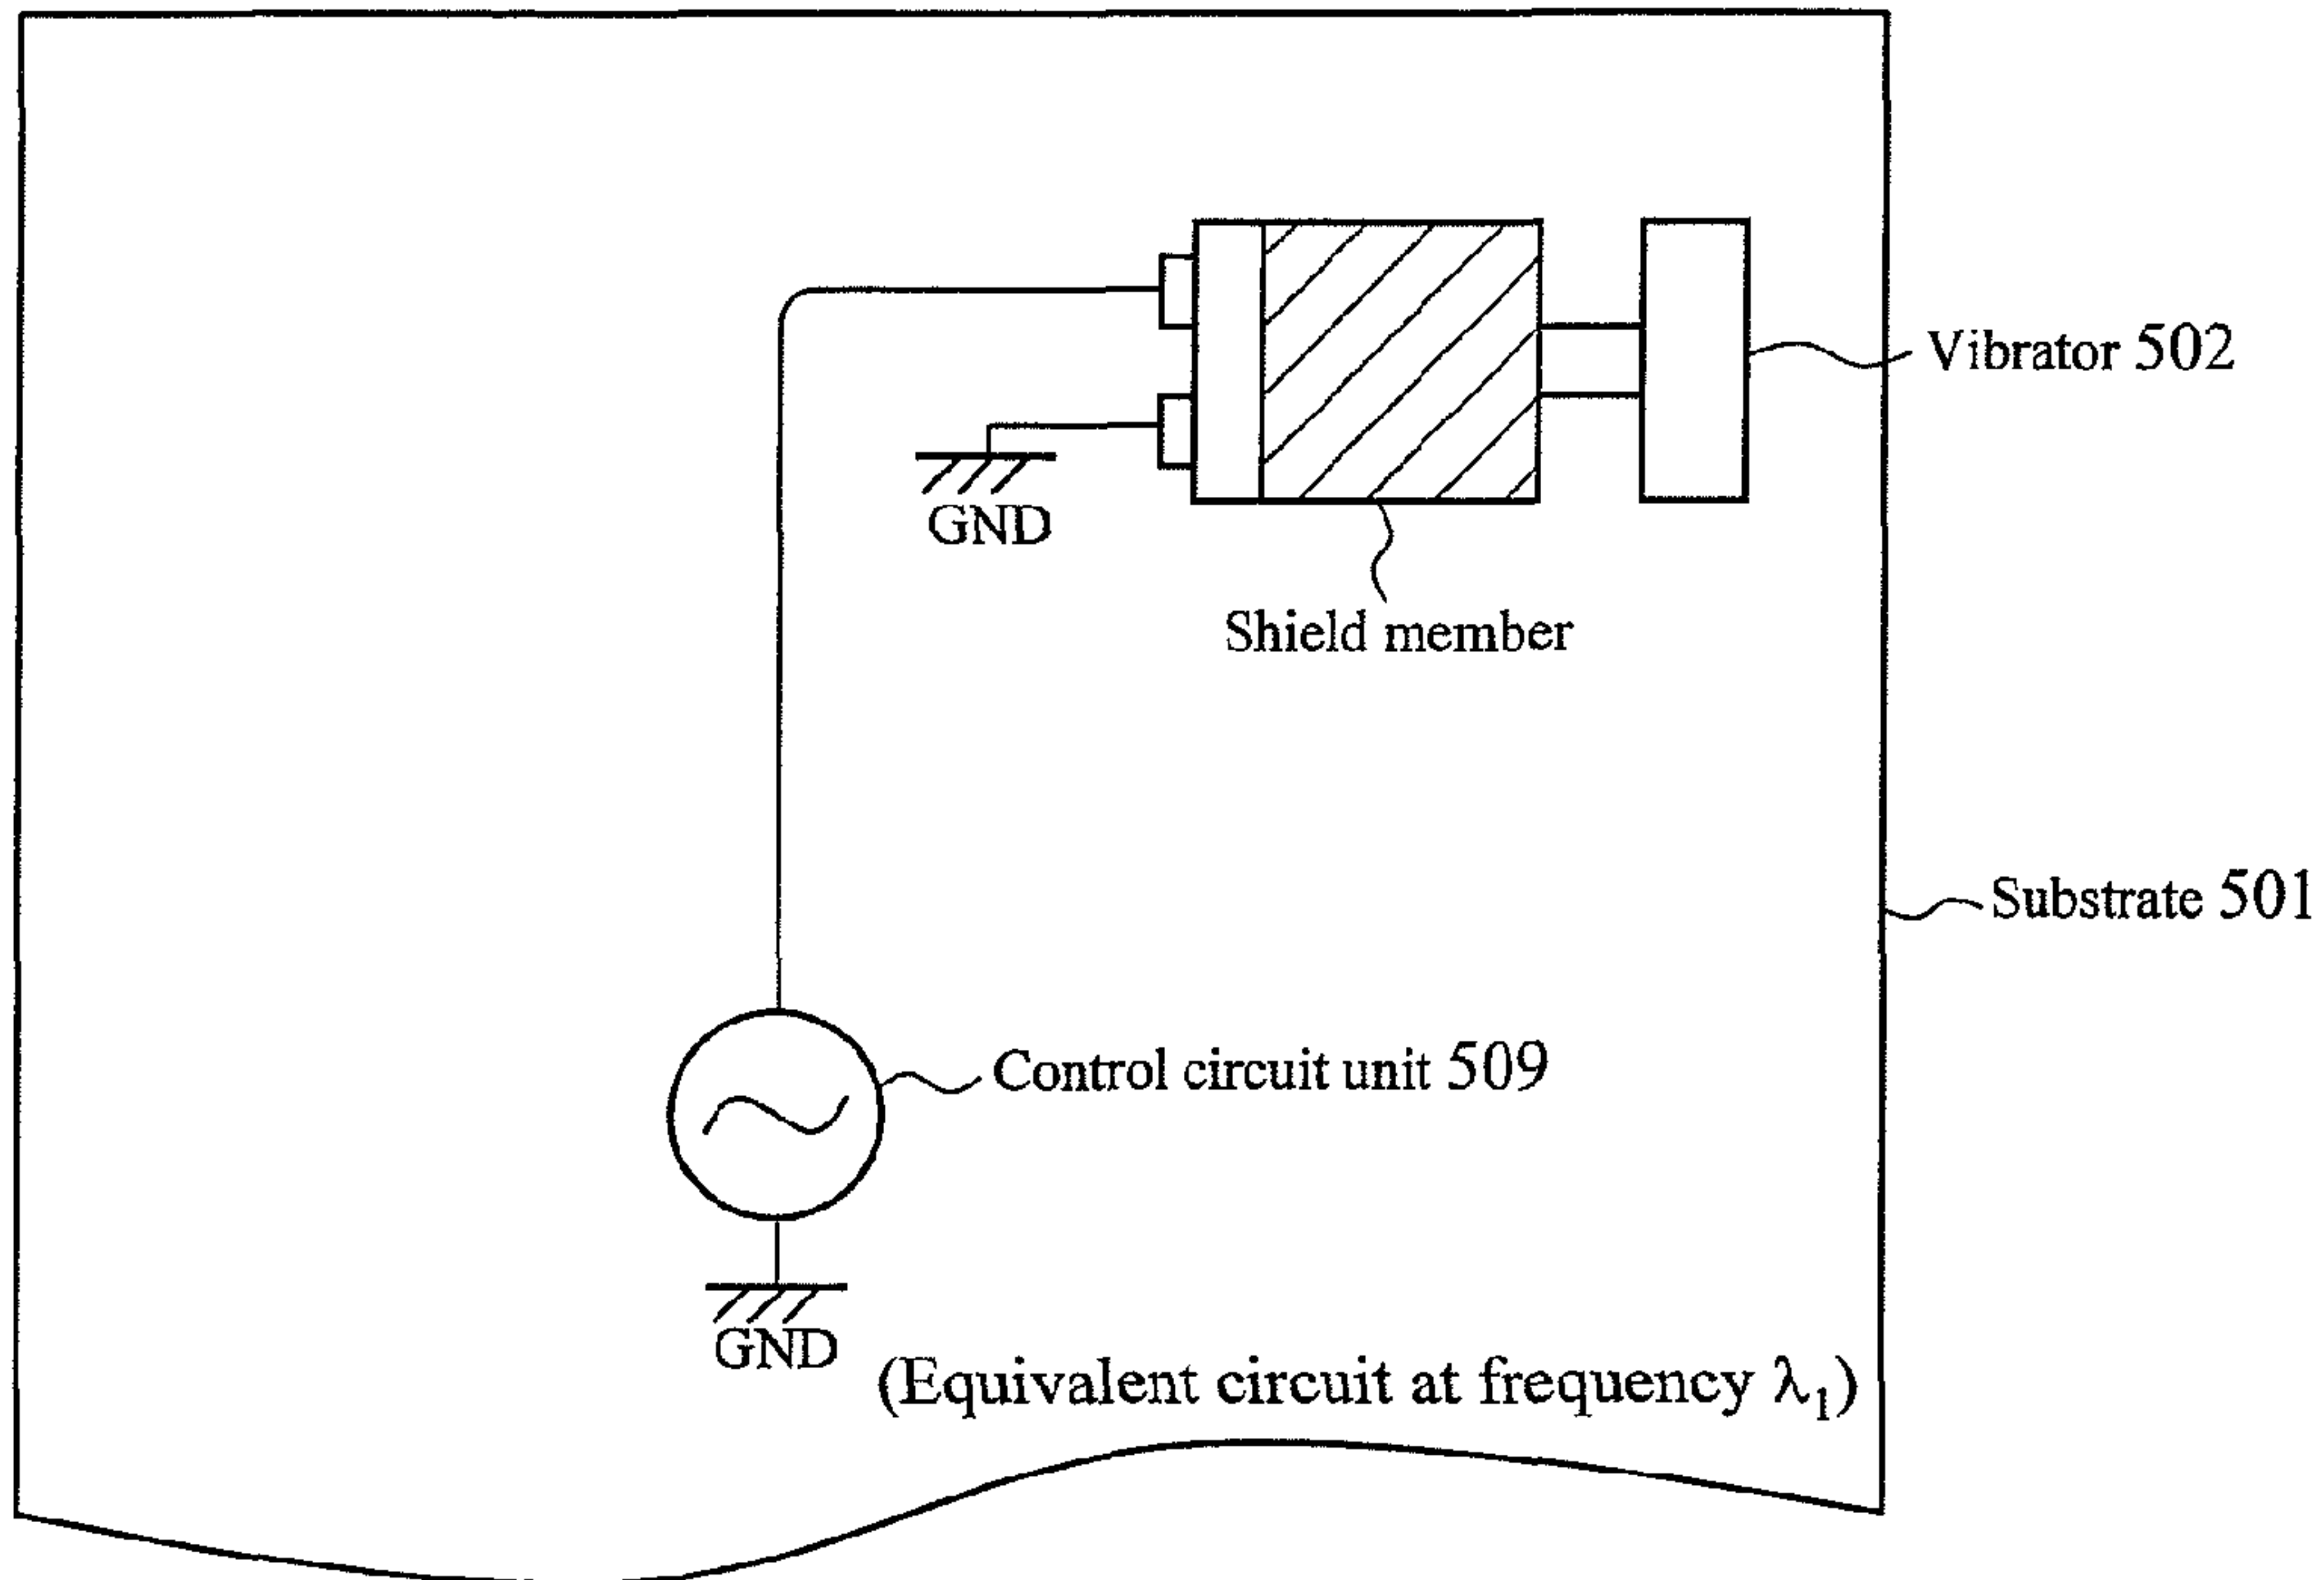 Vibrator 502
GND
Shield member
Substrate 501
Control circuit unit 509
GND
(Equivalent circuit at frequency λ₁)